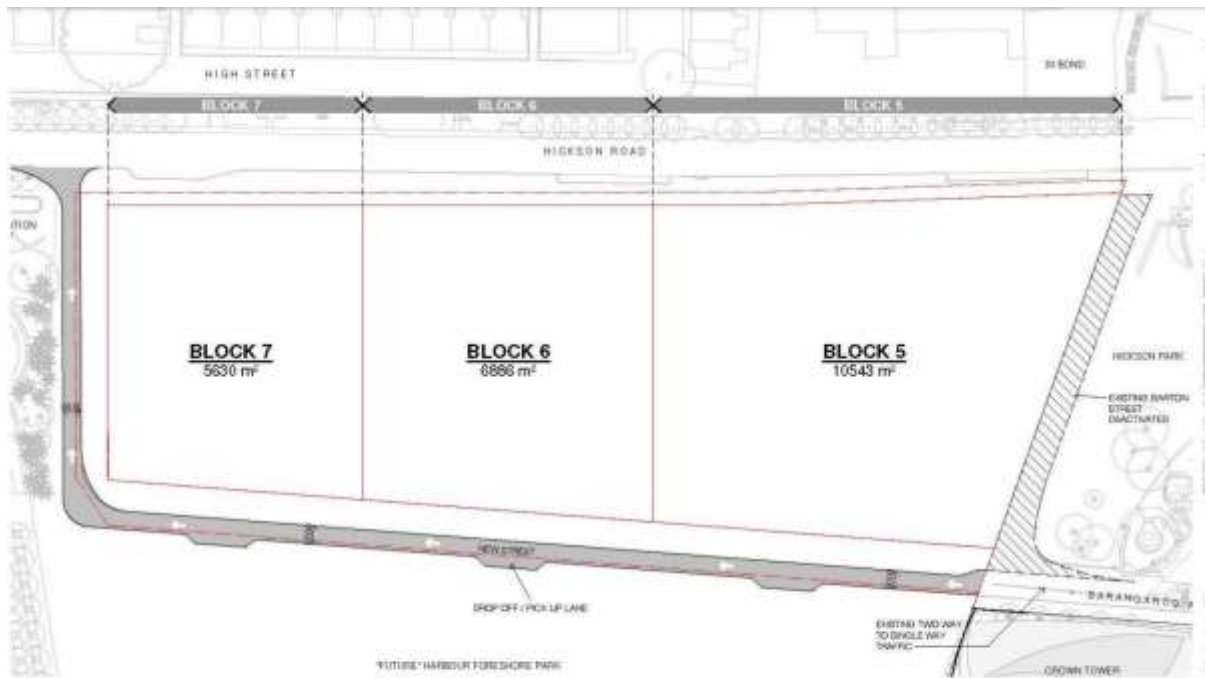 HIGH STREET
IN BOND
BLOCK 7
BLOCK 6
BLOCK 5
HICKSON ROAD
BLOCK 7
5630 m²
BLOCK 6
6886 m²
BLOCK 5
10543 m²
HICKSON PARK
EXISTING BARTON
STREET
DEACTIVATED
NEW STREET
DROP OFF / PICK UP LANE
EXISTING TWO WAY
TO SINGLE WAY
TRAFFIC
"FUTURE" HARBOUR FORESHORE PARK
CROWN TOWER